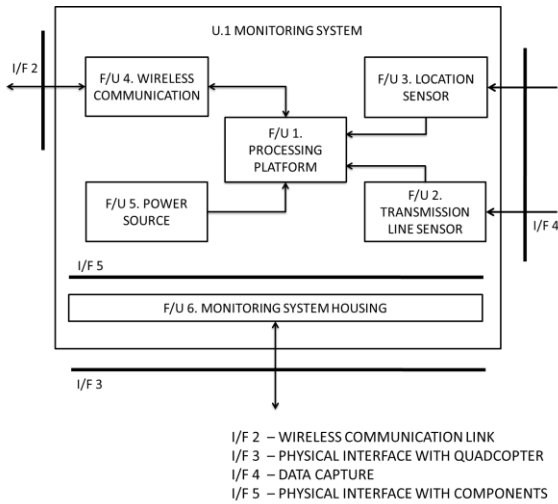 U.1 MONITORING SYSTEM
I/F 2
F/U 4. WIRELESS
COMMUNICATION
F/U 3. LOCATION
SENSOR
F/U 1.
PROCESSING
PLATFORM
F/U 5. POWER
SOURCE
F/U 2.
TRANSMISSION
LINE SENSOR
I/F 4
I/F 5
F/U 6. MONITORING SYSTEM HOUSING
I/F 3
I/F 2 – WIRELESS COMMUNICATION LINK
I/F 3 – PHYSICAL INTERFACE WITH QUADCOPTER
I/F 4 – DATA CAPTURE
I/F 5 – PHYSICAL INTERFACE WITH COMPONENTS